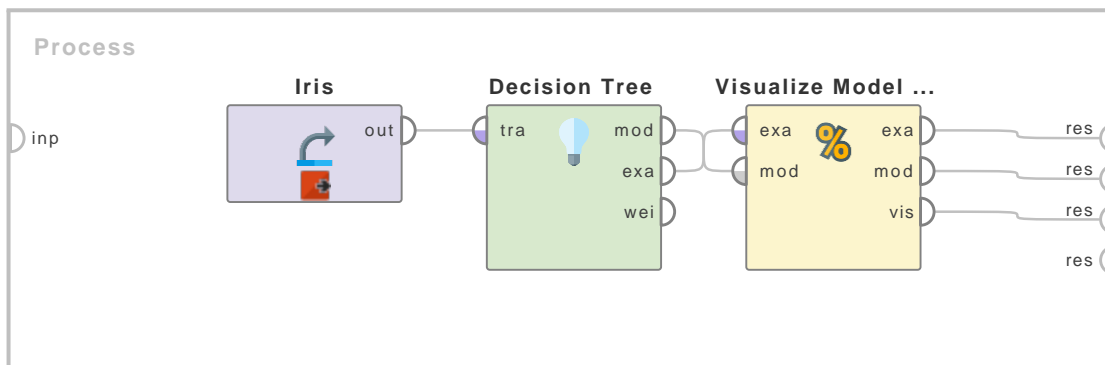 Process
inp
Iris
out
Decision Tree
tra
mod
exa
wei
Visualize Model ...
exa
mod
%
exa
mod
vis
res
res
res
res